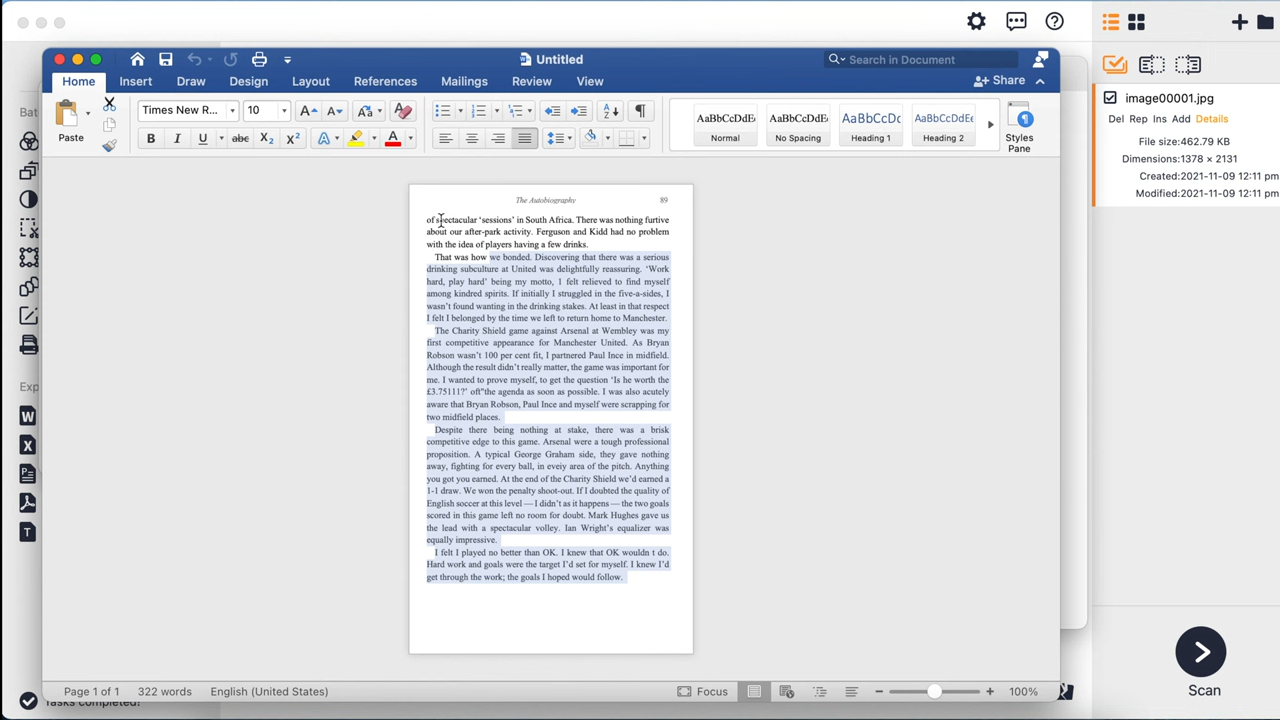 Untitled
Search in Document
Home Insert Draw Design Layout References Mailings Review View
Share
Paste
Times New R... 10
AaBbCcDdE Normal
AaBbCcDdE No Spacing
AaBbCcDc Heading 1
AaBbCcDdEe Heading 2
Styles Pane
The Autobiography 89
of spectacular ‘sessions’ in South Africa. There was nothing furtive
about our after-park activity. Ferguson and Kidd had no problem
with the idea of players having a few drinks.
That was how we bonded. Discovering that there was a serious
drinking subculture at United was delightfully reassuring. ‘Work
hard, play hard’ being my motto, 1 felt relieved to find myself
among kindred spirits. If initially I struggled in the five-a-sides, I
wasn’t found wanting in the drinking stakes. At least in that respect
I felt I belonged by the time we left to return home to Manchester.
The Charity Shield game against Arsenal at Wembley was my
first competitive appearance for Manchester United. As Bryan
Robson wasn’t 100 per cent fit, I partnered Paul Ince in midfield.
Although the result didn’t really matter, the game was important for
me. I wanted to prove myself, to get the question ‘Is he worth the
£3.75111?’ oft"the agenda as soon as possible. I was also acutely
aware that Bryan Robson, Paul Ince and myself were scrapping for
two midfield places.
Despite there being nothing at stake, there was a brisk
competitive edge to this game. Arsenal were a tough professional
proposition. A typical George Graham side, they gave nothing
away, fighting for every ball, in eveiy area of the pitch. Anything
you got you earned. At the end of the Charity Shield we’d earned a
1-1 draw. We won the penalty shoot-out. If I doubted the quality of
English soccer at this level — I didn’t as it happens — the two goals
scored in this game left no room for doubt. Mark Hughes gave us
the lead with a spectacular volley. Ian Wright’s equalizer was
equally impressive.
I felt I played no better than OK. I knew that OK wouldn t do.
Hard work and goals were the target I’d set for myself. I knew I’d
get through the work; the goals I hoped would follow.
Page 1 of 1 322 words English (United States) Focus 100%
Bat
Exp
Tasks completed!
image00001.jpg
Del Rep Ins Add Details
File size:462.79 KB
Dimensions:1378 × 2131
Created:2021-11-09 12:11 pm
Modified:2021-11-09 12:11 pm
Scan